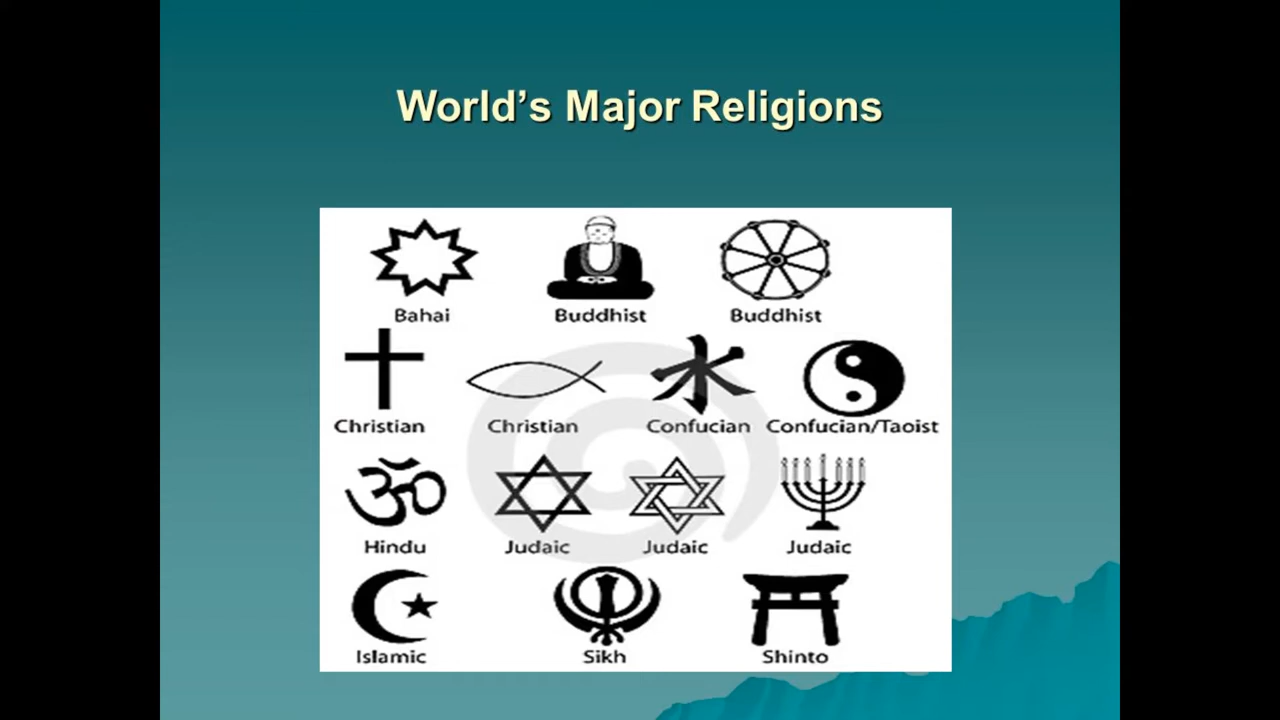 World's Major Religions
Bahai Buddhist Buddhist
Christian Christian Confucian Confucian/Taoist
Hindu Judaic Judaic Judaic
Islamic Sikh Shinto